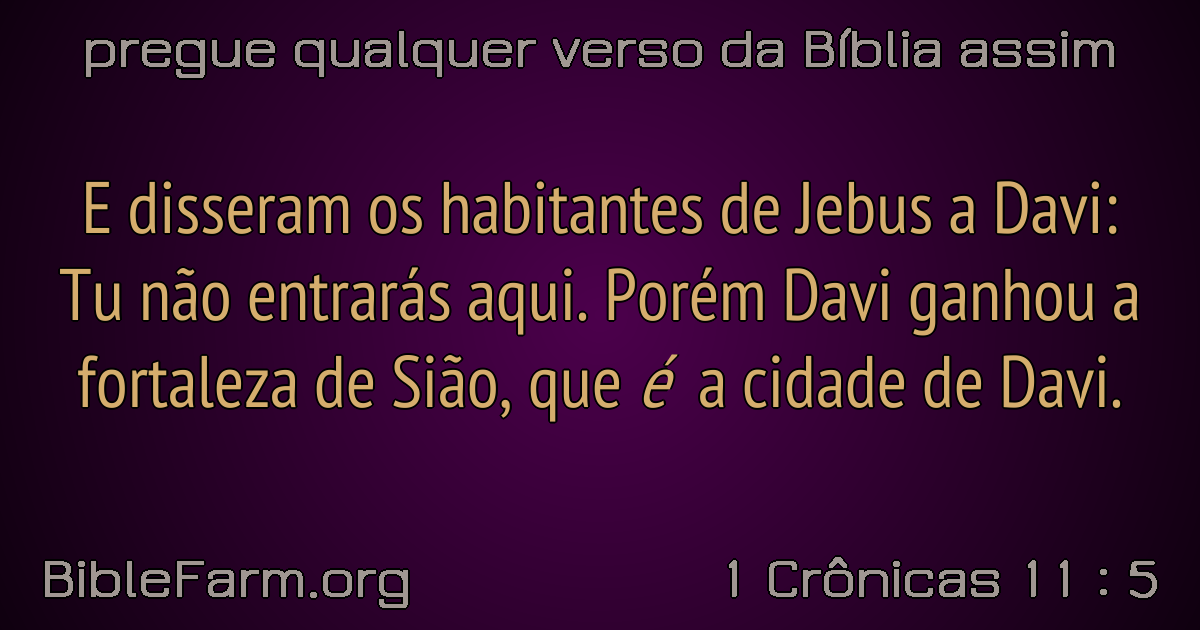 pregue qualquer verso da Bíblia assim
E disseram os habitantes de Jebus a Davi:
Tu não entrarás aqui. Porém Davi ganhou a
fortaleza de Sião, que é a cidade de Davi.
BibleFarm.org
1 Crônicas 11 : 5